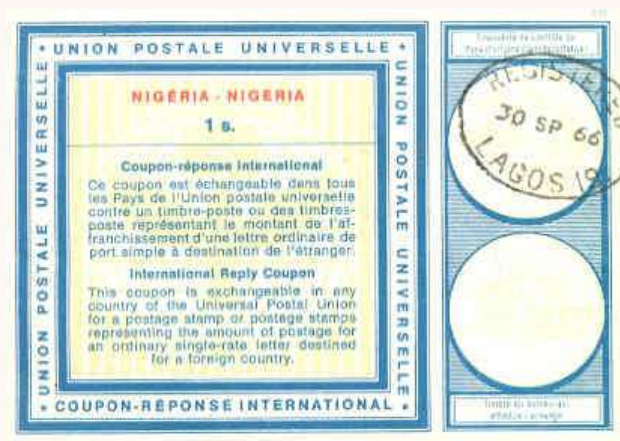 • UNION POSTALE UNIVERSELLE •
UNION POSTALE UNIVERSELLE
UNION POSTALE UNIVERSELLE
NIGÉRIA - NIGERIA
1 s.
Coupon-réponse international
Ce coupon est échangeable dans tous
les Pays de l'Union postale universelle
contre un timbre-poste ou des timbres-
poste représentant le montant de l'af-
franchissement d'une lettre ordinaire de
port simple à destination de l'étranger.
International Reply Coupon
This coupon is exchangeable in any
country of the Universal Postal Union
for a postage stamp or postage stamps
representing the amount of postage for
an ordinary single-rate letter destined
for a foreign country.
• COUPON-RÉPONSE INTERNATIONAL •
REGISTERED
30 SP 66
LAGOS